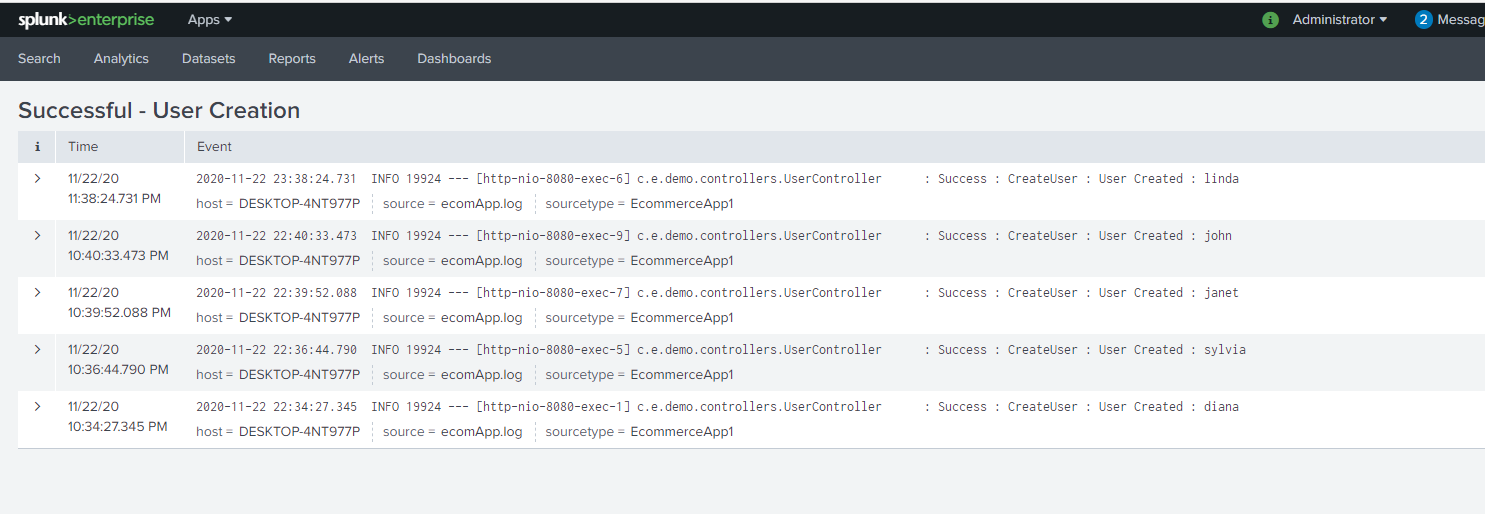 splunk>enterprise Apps i Administrator 2 Messag
Search Analytics Datasets Reports Alerts Dashboards
Successful - User Creation
i Time Event
11/22/20 2020-11-22 23:38:24.731 INFO 19924 --- [http-nio-8080-exec-6] c.e.demo.controllers.UserController : Success : CreateUser : User Created : linda
11:38:24.731 PM host = DESKTOP-4NT977P source = ecomApp.log sourcetype = EcommerceApp1
11/22/20 2020-11-22 22:40:33.473 INFO 19924 --- [http-nio-8080-exec-9] c.e.demo.controllers.UserController : Success : CreateUser : User Created : john
10:40:33.473 PM host = DESKTOP-4NT977P source = ecomApp.log sourcetype = EcommerceApp1
11/22/20 2020-11-22 22:39:52.088 INFO 19924 --- [http-nio-8080-exec-7] c.e.demo.controllers.UserController : Success : CreateUser : User Created : janet
10:39:52.088 PM host = DESKTOP-4NT977P source = ecomApp.log sourcetype = EcommerceApp1
11/22/20 2020-11-22 22:36:44.790 INFO 19924 --- [http-nio-8080-exec-5] c.e.demo.controllers.UserController : Success : CreateUser : User Created : sylvia
10:36:44.790 PM host = DESKTOP-4NT977P source = ecomApp.log sourcetype = EcommerceApp1
11/22/20 2020-11-22 22:34:27.345 INFO 19924 --- [http-nio-8080-exec-1] c.e.demo.controllers.UserController : Success : CreateUser : User Created : diana
10:34:27.345 PM host = DESKTOP-4NT977P source = ecomApp.log sourcetype = EcommerceApp1